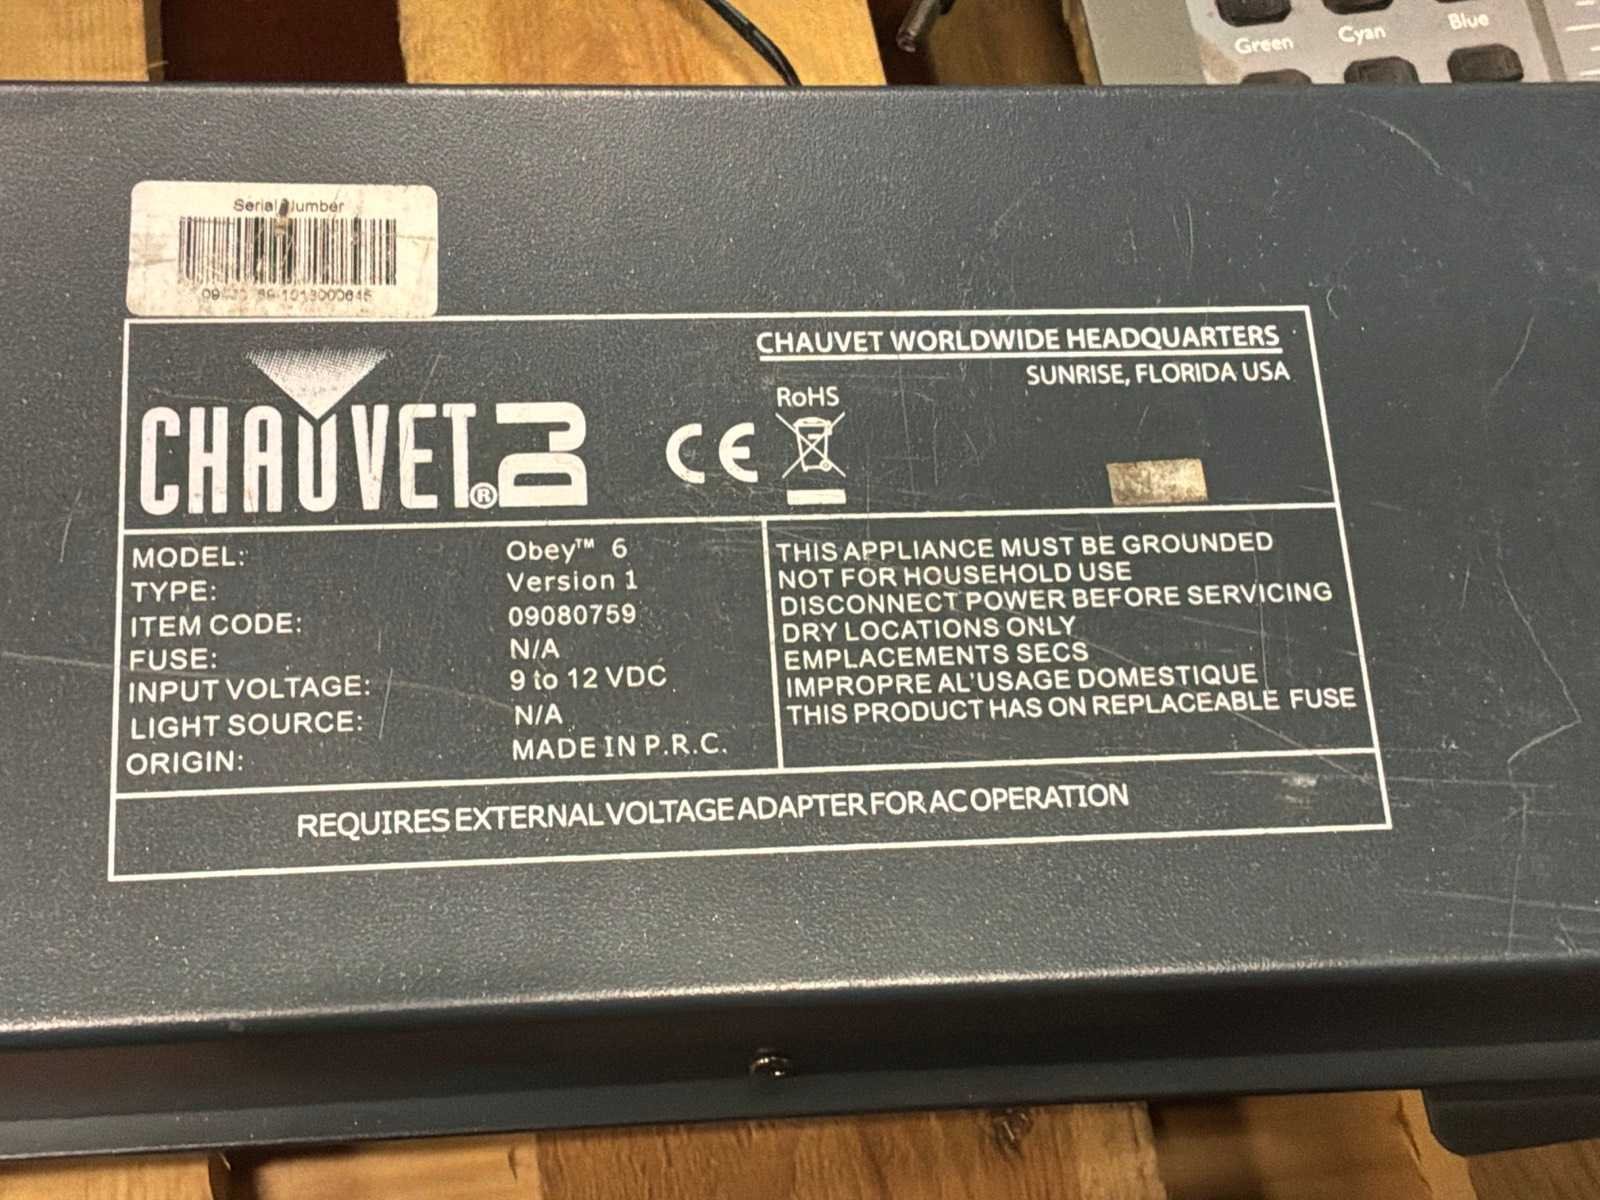 Green
Cyan
Blue
Serial Number
CHAUVET® DJ
CE
RoHS
CHAUVET WORLDWIDE HEADQUARTERS
SUNRISE, FLORIDA USA
MODEL: Obey™ 6
TYPE: Version 1
ITEM CODE: 09080759
FUSE: N/A
INPUT VOLTAGE: 9 to 12 VDC
LIGHT SOURCE: N/A
ORIGIN: MADE IN P.R.C.
THIS APPLIANCE MUST BE GROUNDED
NOT FOR HOUSEHOLD USE
DISCONNECT POWER BEFORE SERVICING
DRY LOCATIONS ONLY
EMPLACEMENTS SECS
IMPROPRE AL'USAGE DOMESTIQUE
THIS PRODUCT HAS ON REPLACEABLE FUSE
REQUIRES EXTERNAL VOLTAGE ADAPTER FOR AC OPERATION